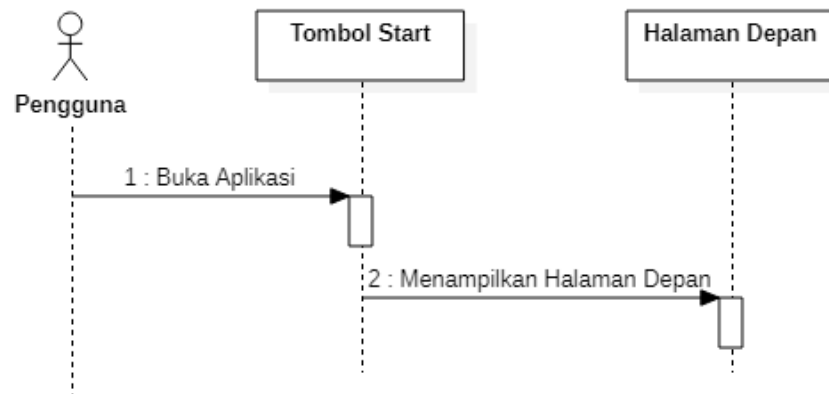 Tombol Start
Halaman Depan
Pengguna
1 : Buka Aplikasi
2 : Menampilkan Halaman Depan